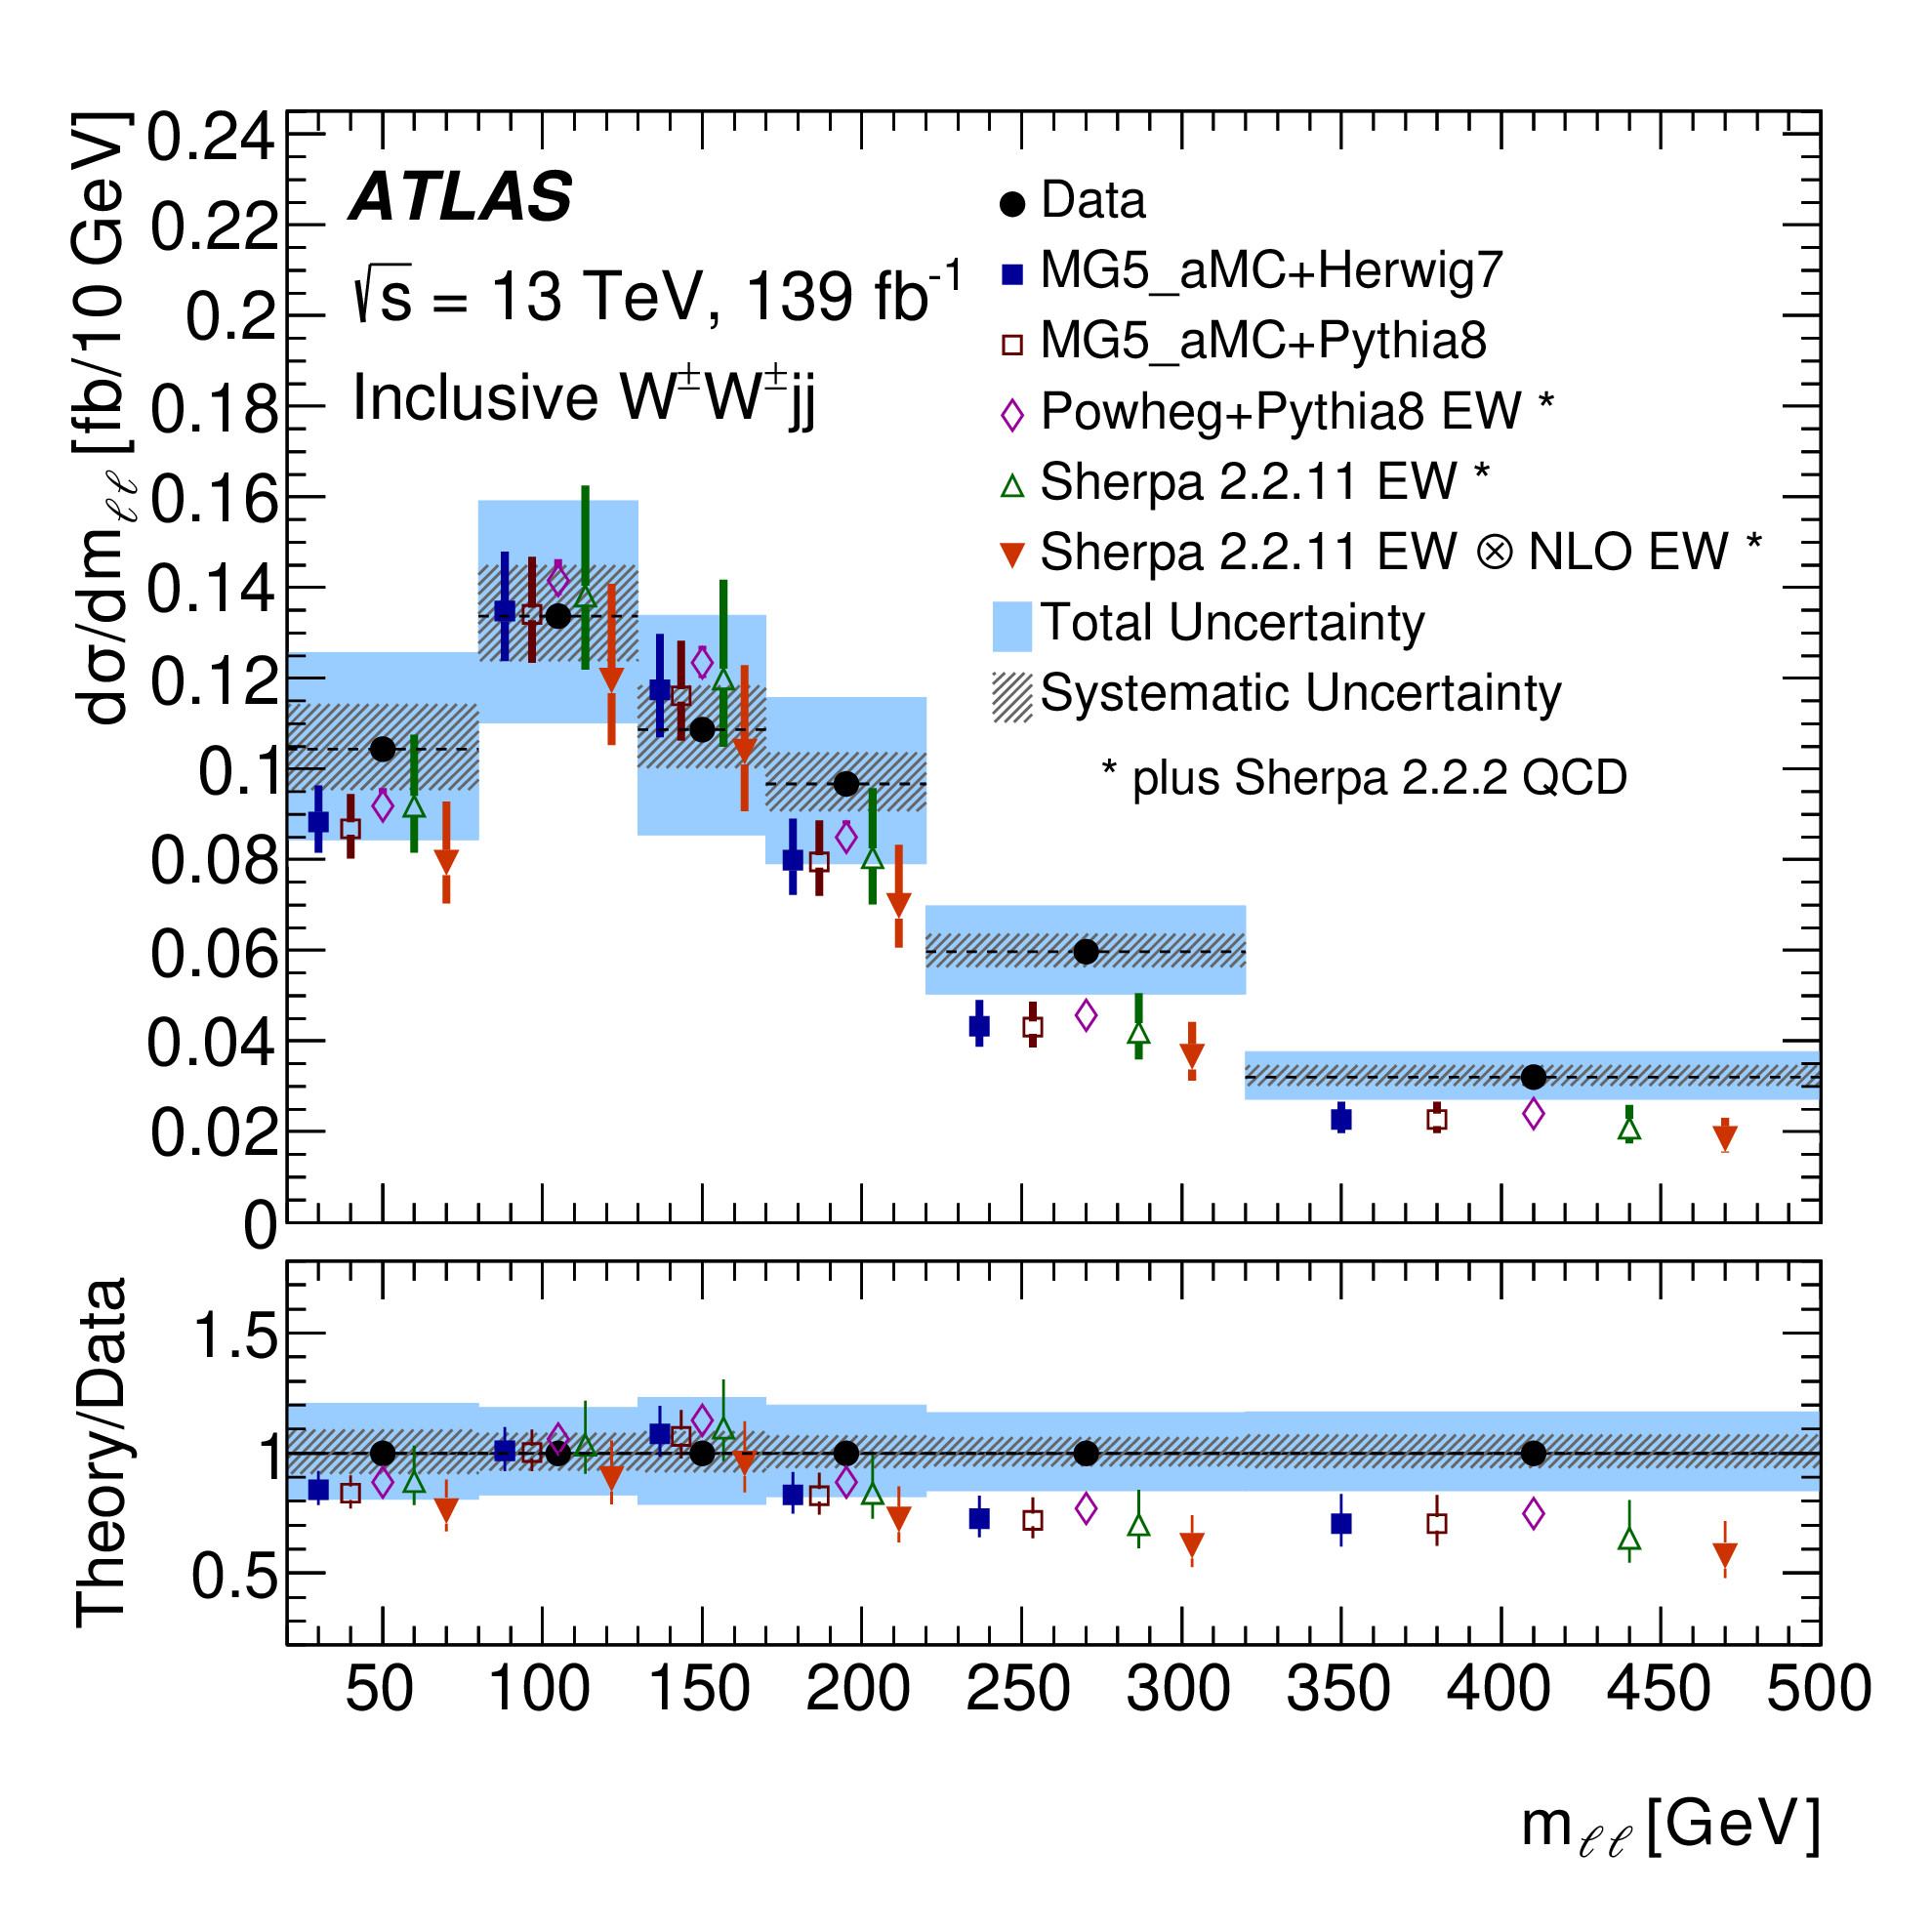 dσ/dmℓℓ [fb/10 GeV]
0.24
0.22
0.2
0.18
0.16
0.14
0.12
0.1
0.08
0.06
0.04
0.02
0
ATLAS
√s = 13 TeV, 139 fb⁻¹
Inclusive W±W±jj
Data
MG5_aMC+Herwig7
MG5_aMC+Pythia8
Powheg+Pythia8 EW *
Sherpa 2.2.11 EW *
Sherpa 2.2.11 EW ⊗ NLO EW *
Total Uncertainty
Systematic Uncertainty
* plus Sherpa 2.2.2 QCD
Theory/Data
1.5
1
0.5
50 100 150 200 250 300 350 400 450 500
mℓℓ [GeV]